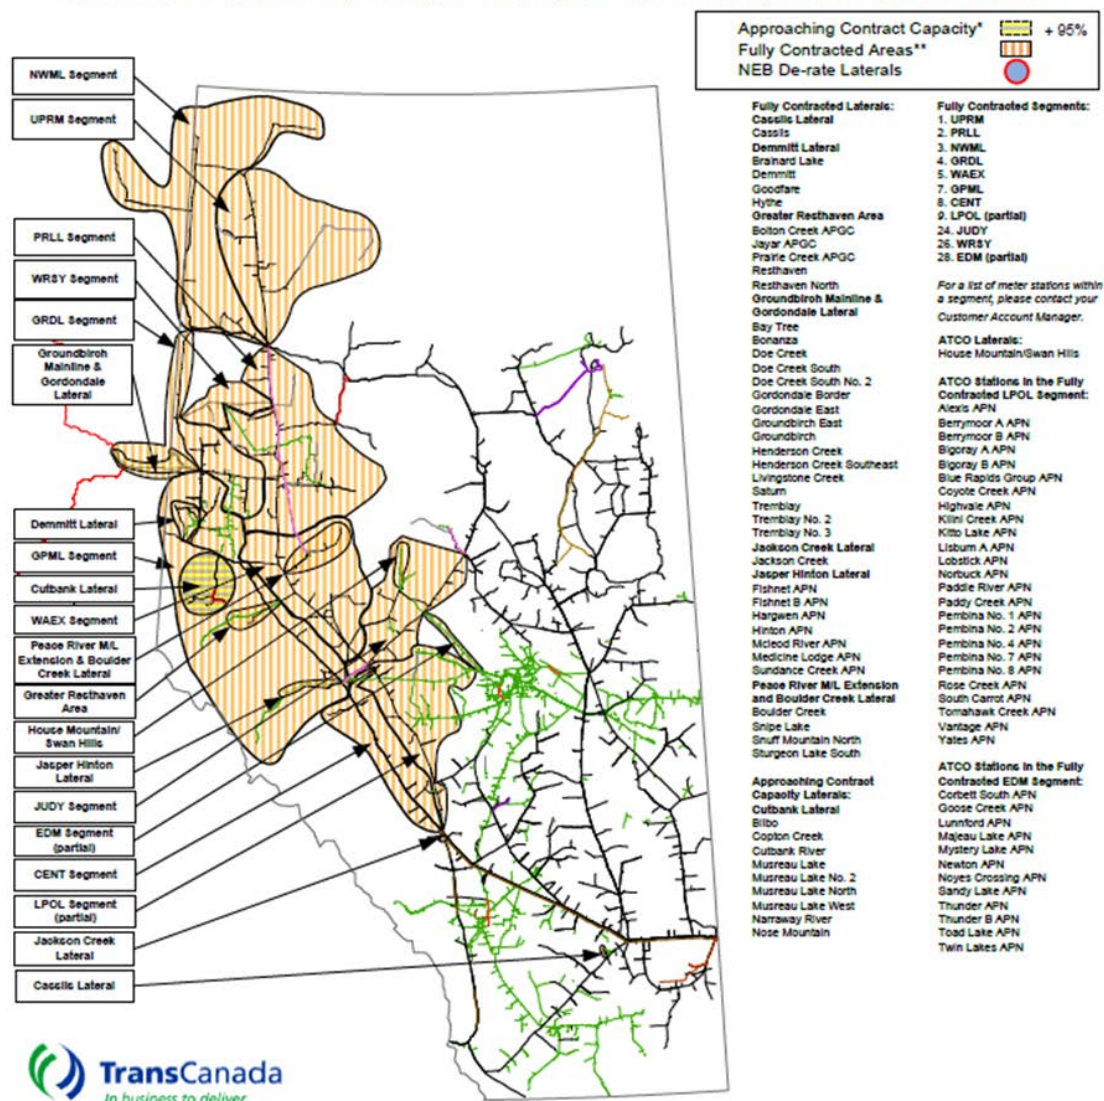 Approaching Contract Capacity* + 95%
Fully Contracted Areas**
NEB De-rate Laterals
NWML Segment
UPRM Segment
PRLL Segment
WRSY Segment
GRDL Segment
Groundbirch
Mainline &
Gordondale
Lateral
Demmitt Lateral
GPML Segment
Cutbank Lateral
WAEX Segment
Peace River M/L
Extension & Boulder
Creek Lateral
Greater Resthaven
Area
House Mountain/
Swan Hills
Jasper Hinton
Lateral
JUDY Segment
EDM Segment
(partial)
CENT Segment
LPOL Segment
(partial)
Jackson Creek
Lateral
Cassils Lateral
Fully Contracted Laterals:
Cassils Lateral
Cassils
Demmitt Lateral
Brainard Lake
Demmitt
Goodfare
Hythe
Greater Resthaven Area
Bolton Creek APGC
Jayar APGC
Prairie Creek APGC
Resthaven
Resthaven North
Groundbirch Mainline &
Gordondale Lateral
Bay Tree
Bonanza
Doe Creek
Doe Creek South
Doe Creek South No. 2
Gordondale Border
Gordondale East
Groundbirch East
Groundbirch
Henderson Creek
Henderson Creek Southeast
Livingstone Creek
Saturn
Tremblay
Tremblay No. 2
Tremblay No. 3
Jackson Creek Lateral
Jackson Creek
Jasper Hinton Lateral
Fishnet APN
Fishnet B APN
Hargwen APN
Hinton APN
Mcleod River APN
Medicine Lodge APN
Sundance Creek APN
Peace River M/L Extension
and Boulder Creek Lateral
Boulder Creek
Snipe Lake
Snuff Mountain North
Sturgeon Lake South
Approaching Contract
Capacity Laterals:
Cutbank Lateral
Bilbo
Copton Creek
Cutbank River
Musreau Lake
Musreau Lake No. 2
Musreau Lake North
Musreau Lake West
Narraway River
Nose Mountain
Fully Contracted Segments:
1. UPRM
2. PRLL
3. NWML
4. GRDL
5. WAEX
7. GPML
8. CENT
9. LPOL (partial)
24. JUDY
26. WRSY
28. EDM (partial)
For a list of meter stations within
a segment, please contact your
Customer Account Manager.
ATCO Laterals:
House Mountain/Swan Hills
ATCO Stations in the Fully
Contracted LPOL Segment:
Alexis APN
Berrymoor A APN
Berrymoor B APN
Bigoray A APN
Bigoray B APN
Blue Rapids Group APN
Coyote Creek APN
Highvale APN
Kilini Creek APN
Kitto Lake APN
Lisburn A APN
Lobstick APN
Norbuck APN
Paddle River APN
Paddy Creek APN
Pembina No. 1 APN
Pembina No. 2 APN
Pembina No. 4 APN
Pembina No. 7 APN
Pembina No. 8 APN
Rose Creek APN
South Carrot APN
Tomahawk Creek APN
Vantage APN
Yates APN
ATCO Stations in the Fully
Contracted EDM Segment:
Corbett South APN
Goose Creek APN
Lunnford APN
Majeau Lake APN
Mystery Lake APN
Newton APN
Noyes Crossing APN
Sandy Lake APN
Thunder APN
Thunder B APN
Toad Lake APN
Twin Lakes APN
TransCanada
In business to deliver